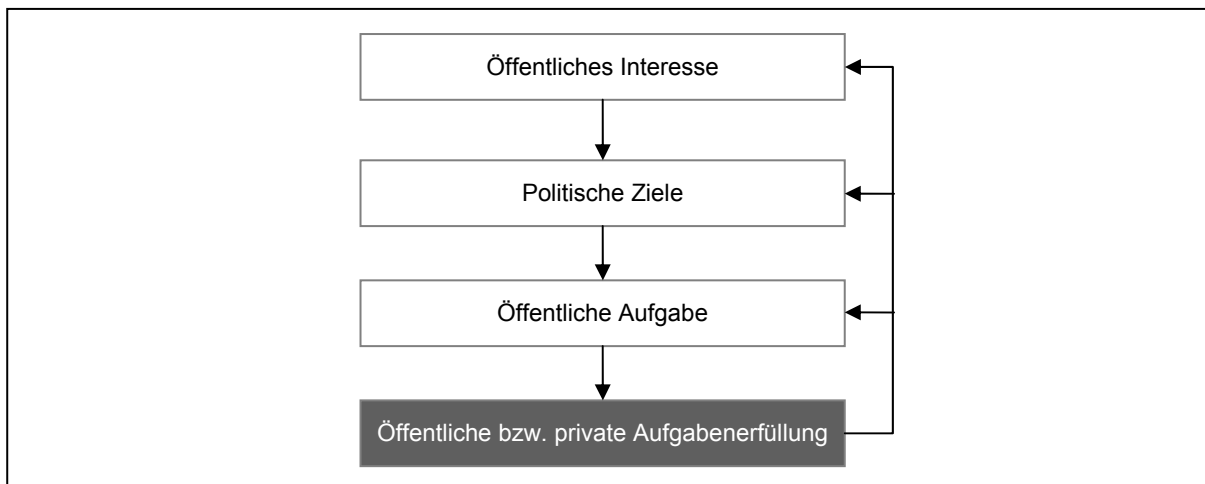 Öffentliches Interesse
Politische Ziele
Öffentliche Aufgabe
Öffentliche bzw. private Aufgabenerfüllung